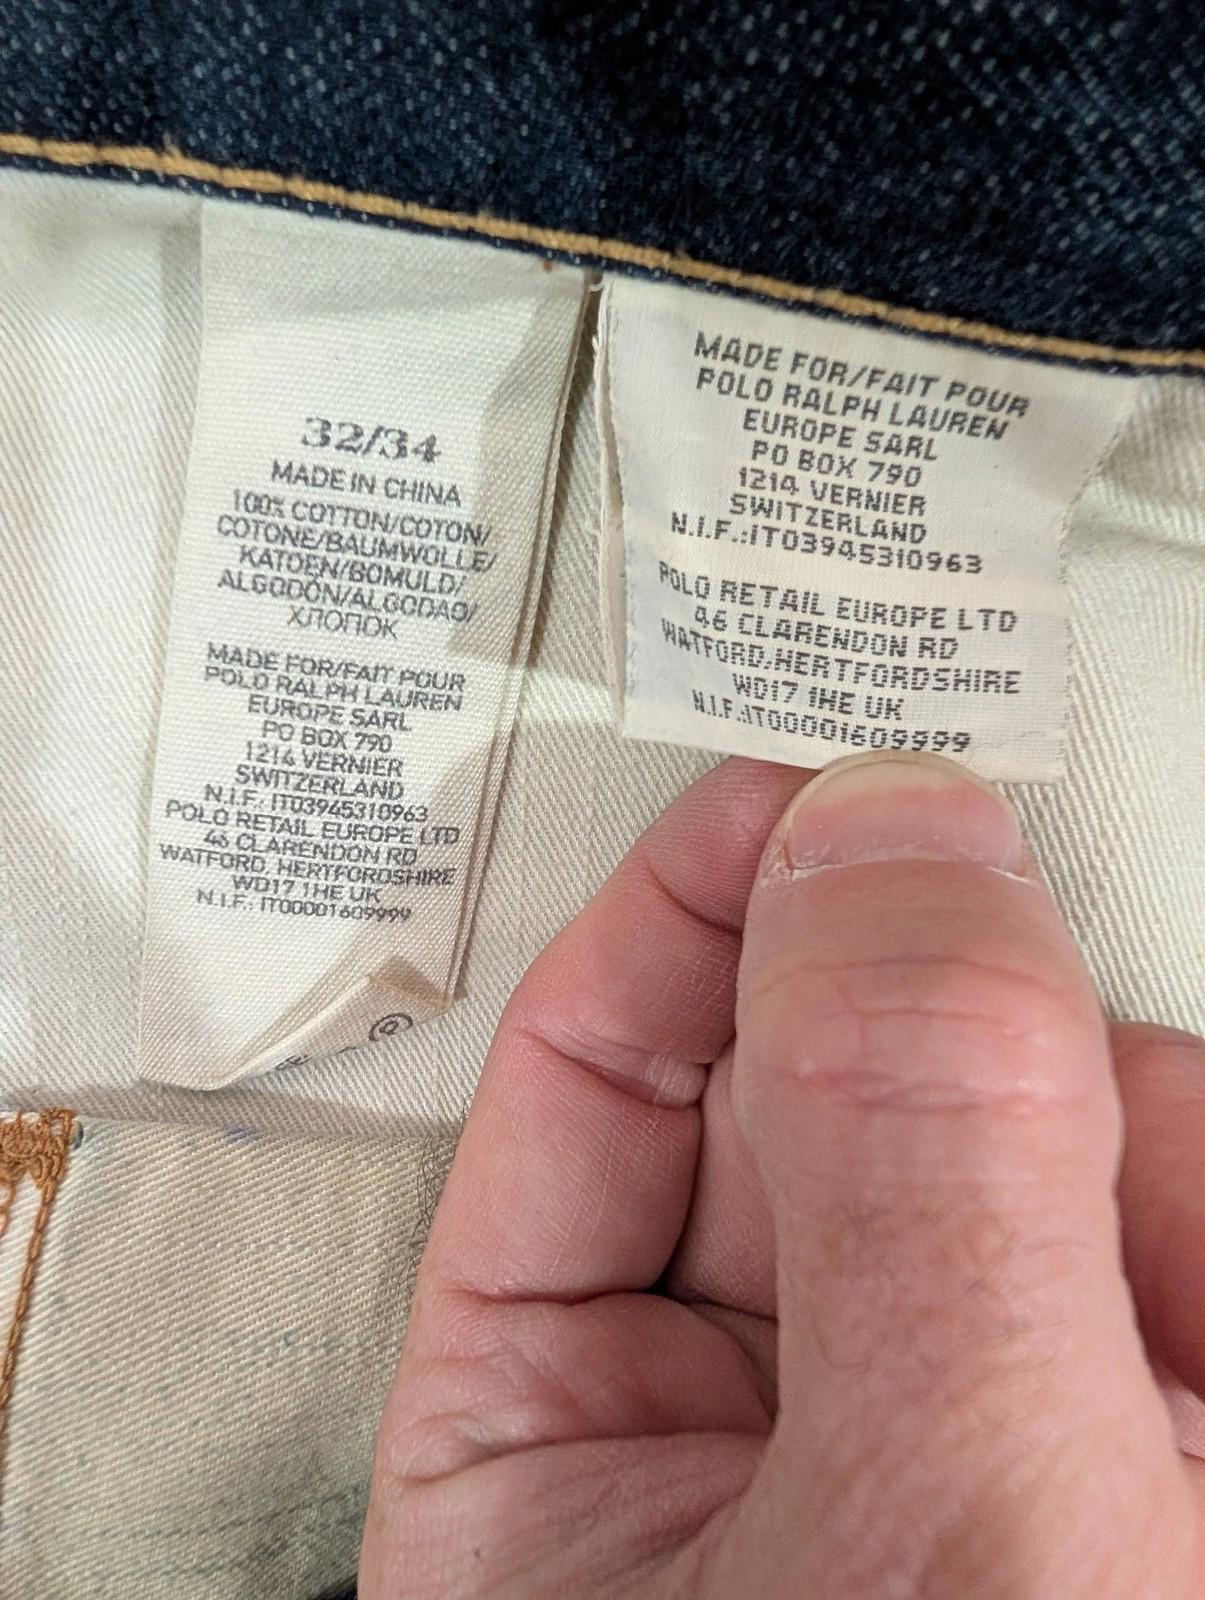 32/34
MADE IN CHINA
100% COTTON/COTON/
COTONE/BAUMWOLLE/
KATOEN/BOMULD/
ALGODÓN/ALGODAO/
ХЛОПОК
MADE FOR/FAIT POUR
POLO RALPH LAUREN
EUROPE SARL
PO BOX 790
1214 VERNIER
SWITZERLAND
N.I.F.: IT03945310963
POLO RETAIL EUROPE LTD
46 CLARENDON RD
WATFORD, HERTFORDSHIRE
WD17 1HE UK
N.I.F.: IT00001609999
®
MADE FOR/FAIT POUR
POLO RALPH LAUREN
EUROPE SARL
PO BOX 790
1214 VERNIER
SWITZERLAND
N.I.F.:IT03945310963
POLO RETAIL EUROPE LTD
46 CLARENDON RD
WATFORD,HERTFORDSHIRE
WD17 1HE UK
N.I.F.:IT00001609999